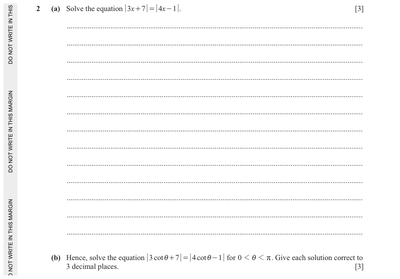 DO NOT WRITE IN THIS
DO NOT WRITE IN THIS MARGIN
O NOT WRITE IN THIS MARGIN
2 (a) Solve the equation |3x+7|=|4x−1|. [3]
(b) Hence, solve the equation |3 cot θ+7|=|4 cot θ−1| for 0 < θ < π. Give each solution correct to
3 decimal places. [3]